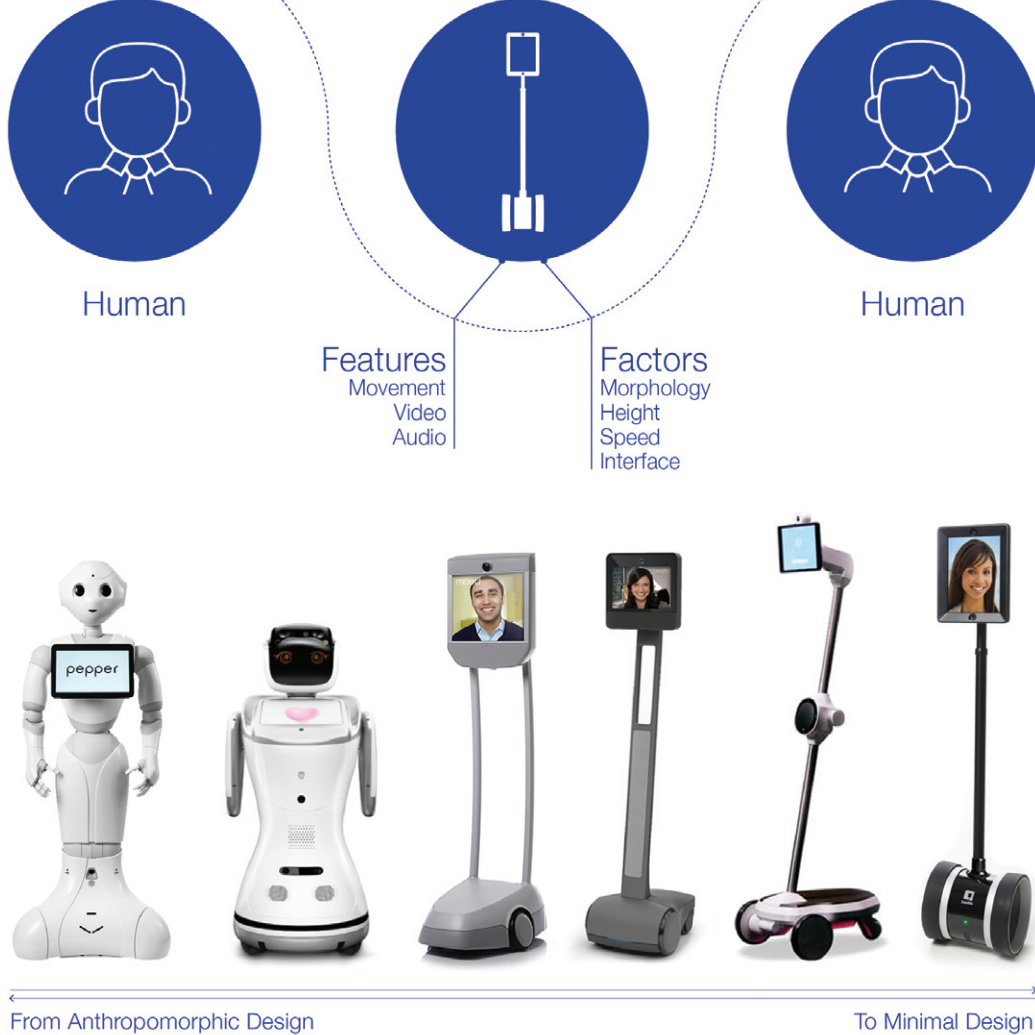 Human
Human
Features
Movement
Video
Audio
Factors
Morphology
Height
Speed
Interface
pepper
From Anthropomorphic Design
To Minimal Design